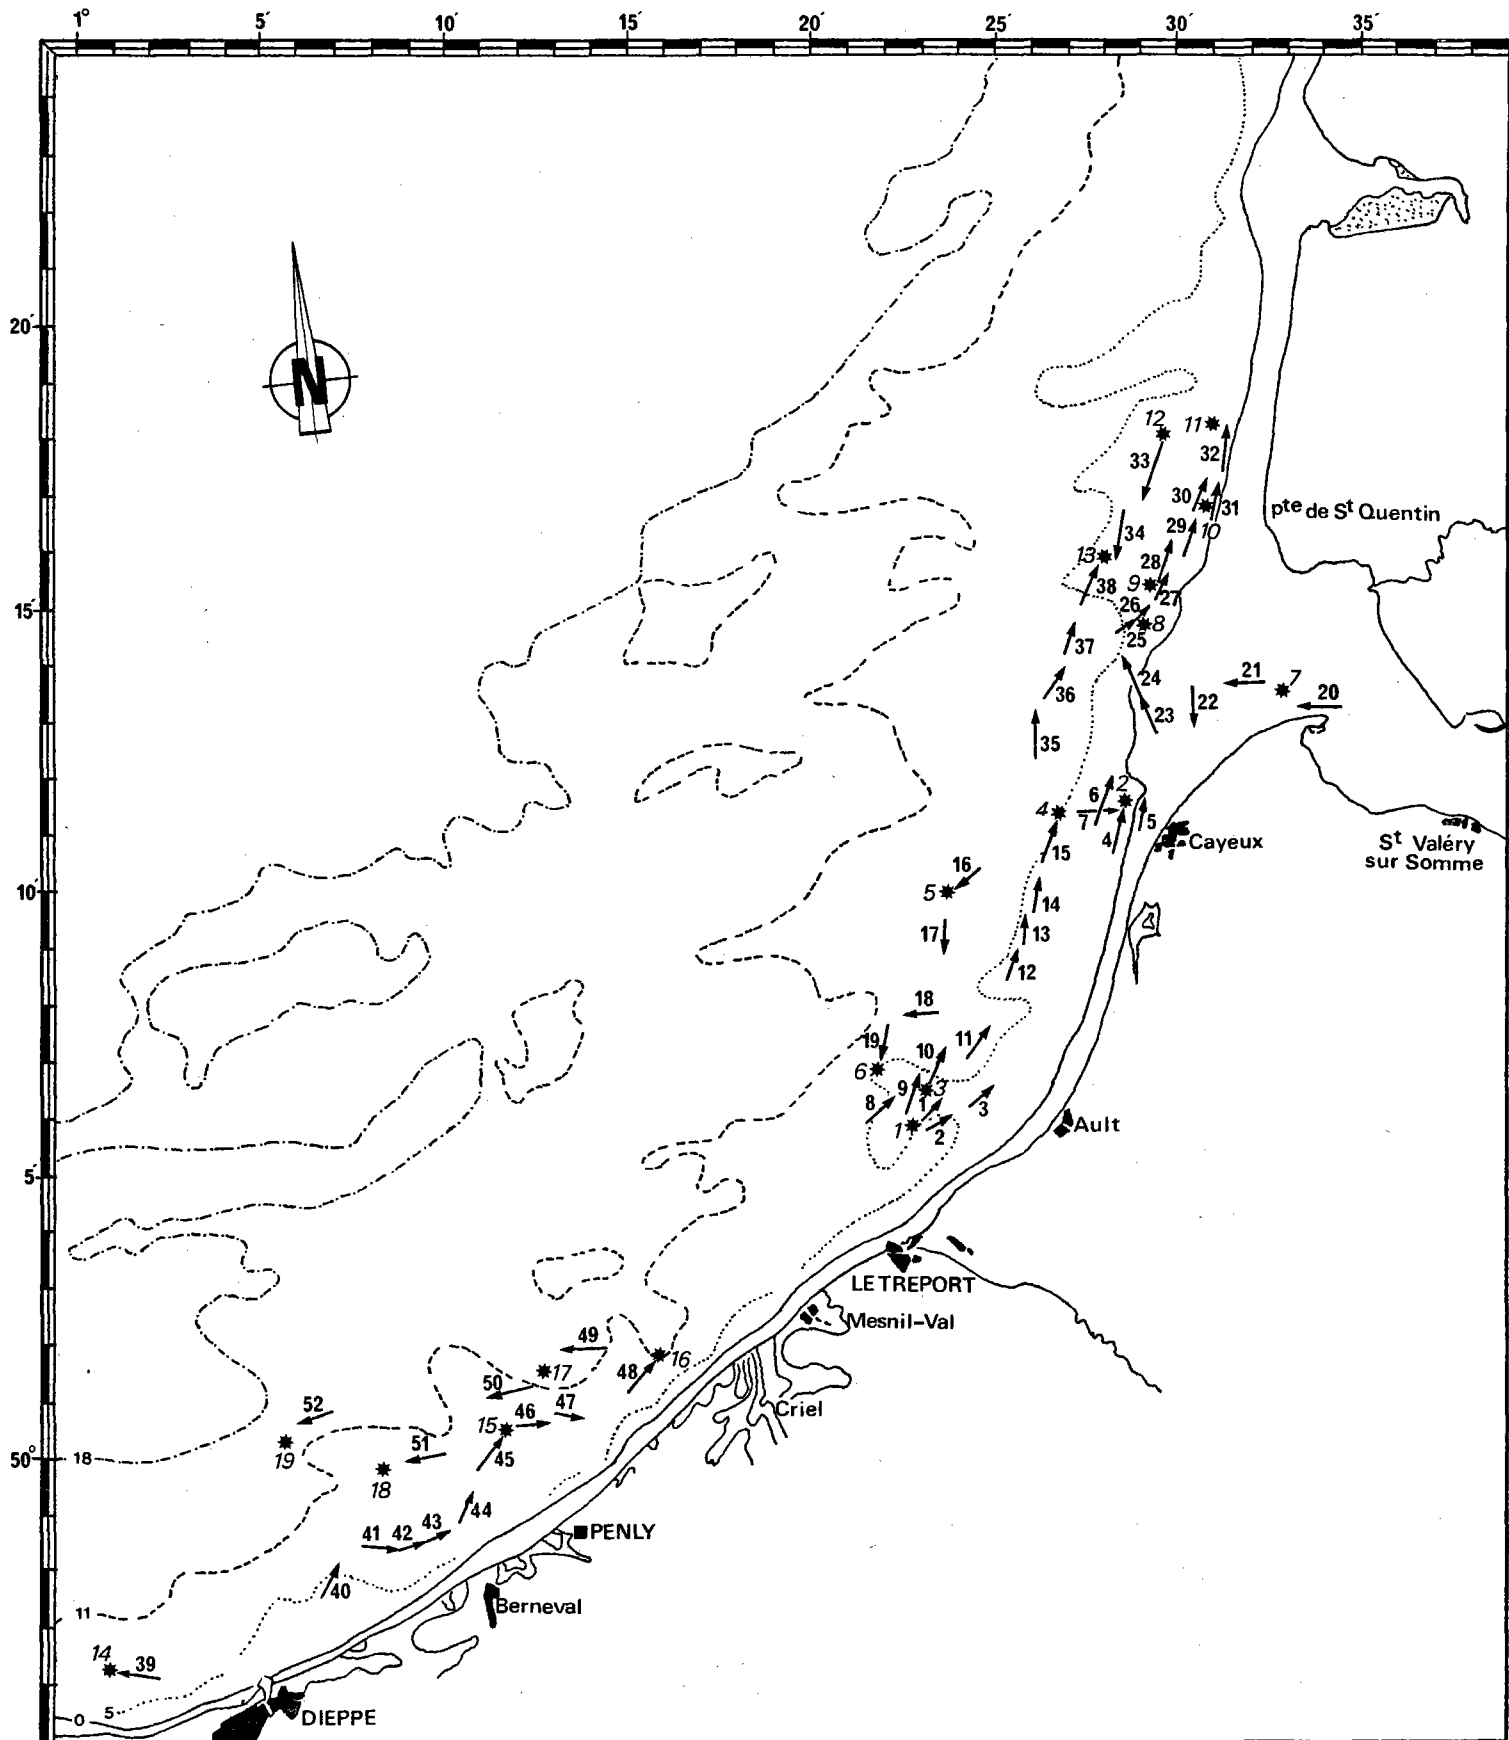 1° 5′ 10′ 15′ 20′ 25′ 30′ 35′
20′
N
12 11
33 32
30 31
pte de St Quentin
29 10
34
13
28
9
38 26 27
15′
8
25
37
24 21 7
36 22 20
23
35
2
6
4 7 5
4
St Valéry
sur Somme
Cayeux
15
16
10′
5
14
17 13
12
18
19 11
10
6
9 3
8 1 3
1 2
Ault
5′
LE TREPORT
Mesnil-Val
49
17 48 16
50
52 46 47
15
Criel
51
50° 18
19 45
18
44
41 42 43
PENLY
40
11
Berneval
14
39
5
0
DIEPPE